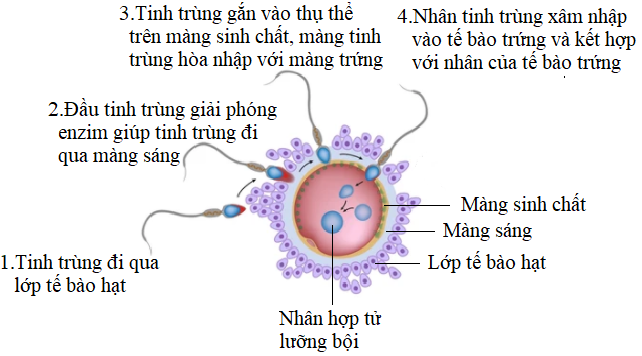 3.Tinh trùng gắn vào thụ thể
trên màng sinh chất, màng tinh
trùng hòa nhập với màng trứng
4.Nhân tinh trùng xâm nhập
vào tế bào trứng và kết hợp
với nhân của tế bào trứng
2.Đầu tinh trùng giải phóng
enzim giúp tinh trùng đi
qua màng sáng
1.Tinh trùng đi qua
lớp tế bào hạt
Màng sinh chất
Màng sáng
Lớp tế bào hạt
Nhân hợp tử
lưỡng bội